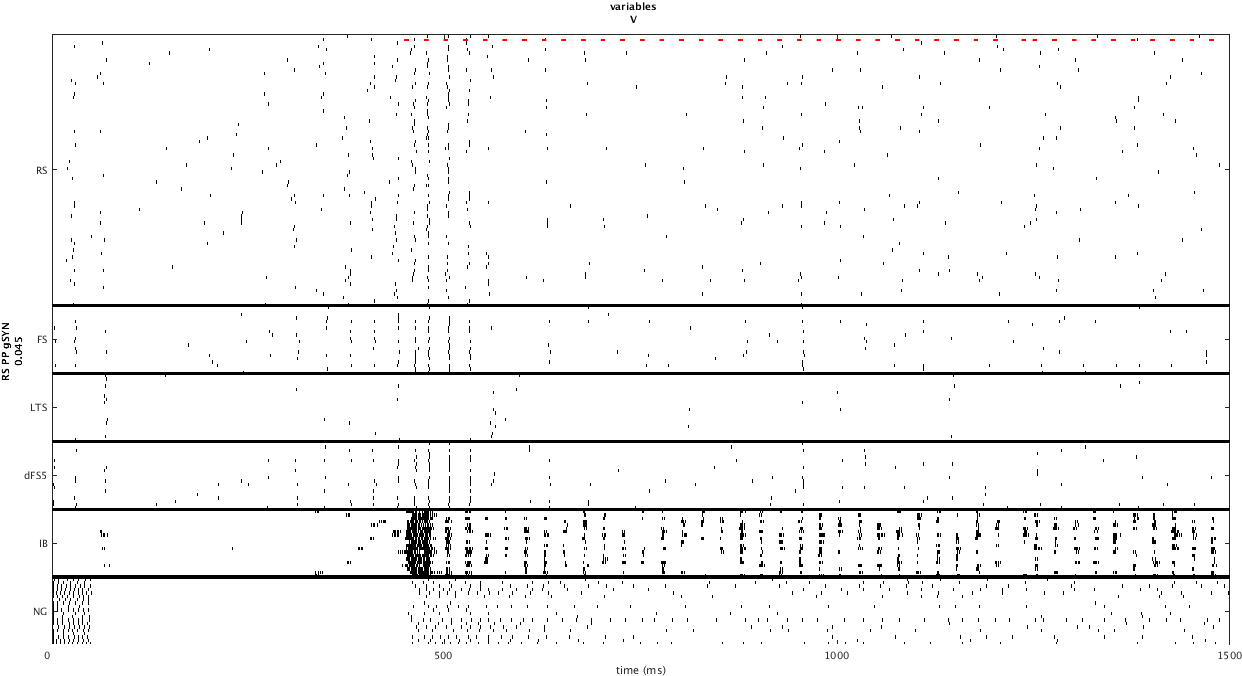 variables
V
RS PP gSYN
0.045
RS
FS
LTS
dFS5
IB
NG
0
500
1000
1500
time (ms)